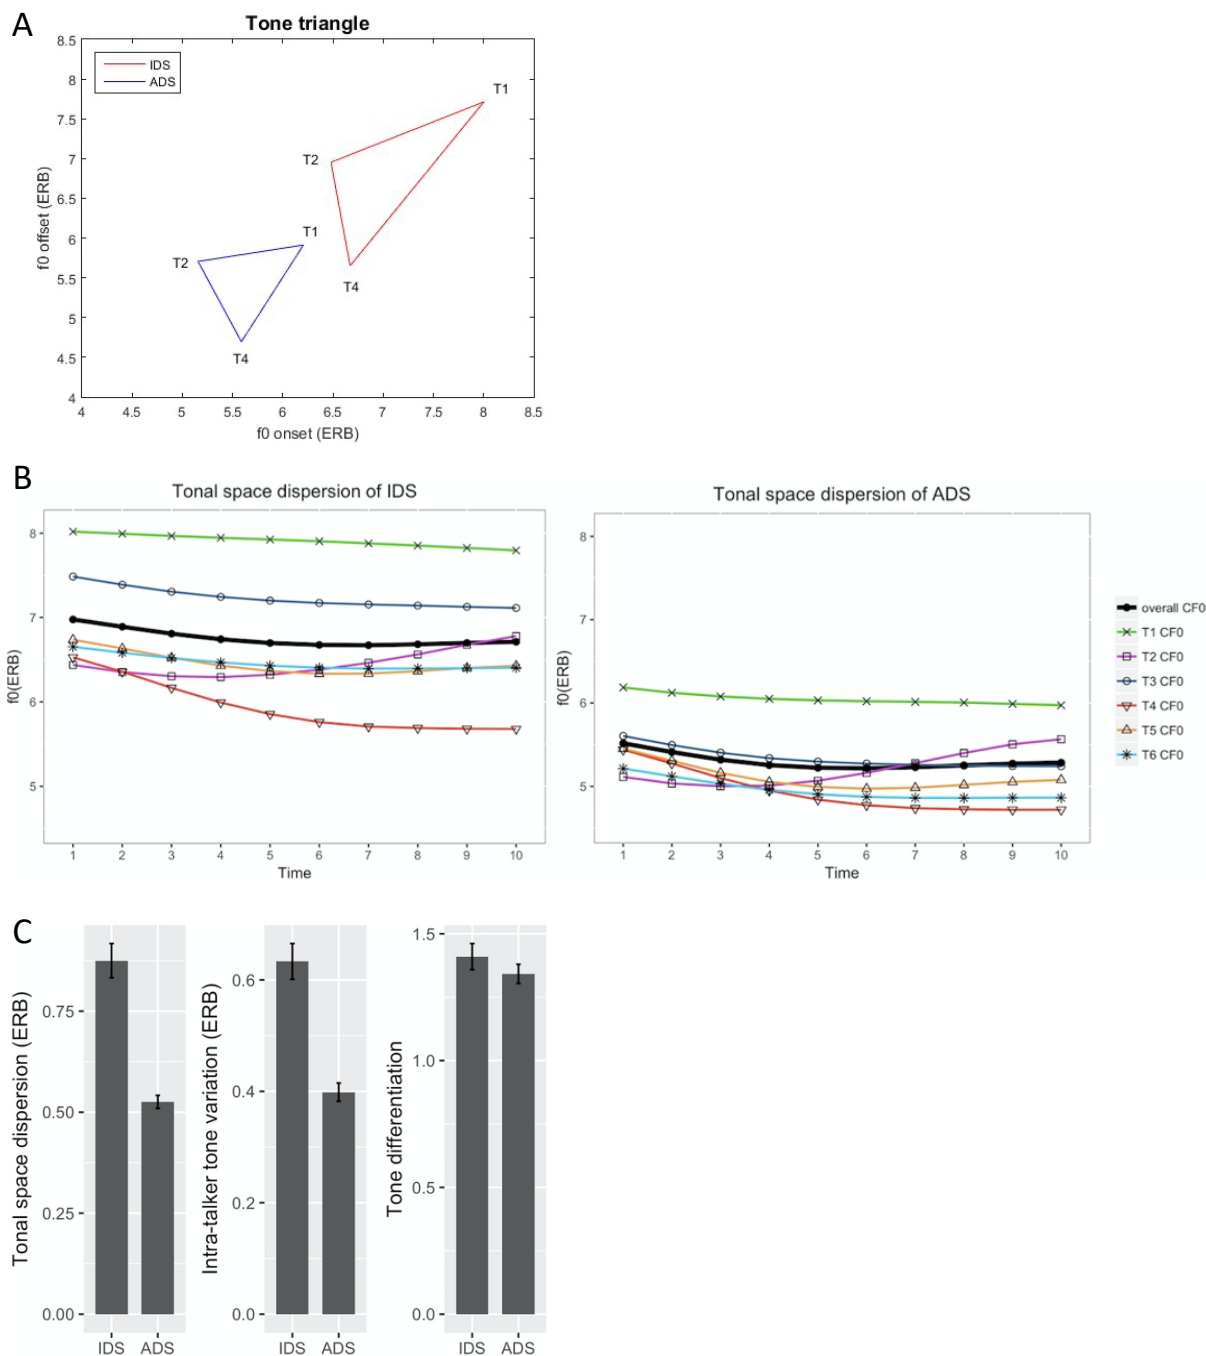 A
Tone triangle
8.5
8
7.5
7
6.5
6
5.5
5
4.5
4
f0 offset (ERB)
IDS
ADS
T1
T2
T4
T1
T2
T4
4 4.5 5 5.5 6 6.5 7 7.5 8 8.5
f0 onset (ERB)
B
Tonal space dispersion of IDS
8
7
6
5
f0(ERB)
1 2 3 4 5 6 7 8 9 10
Time
Tonal space dispersion of ADS
8
7
6
5
f0(ERB)
1 2 3 4 5 6 7 8 9 10
Time
overall CF0
T1 CF0
T2 CF0
T3 CF0
T4 CF0
T5 CF0
T6 CF0
C
Tonal space dispersion (ERB)
0.75
0.50
0.25
0.00
IDS ADS
Intra-talker tone variation (ERB)
0.6
0.4
0.2
0.0
IDS ADS
Tone differentiation
1.5
1.0
0.5
0.0
IDS ADS